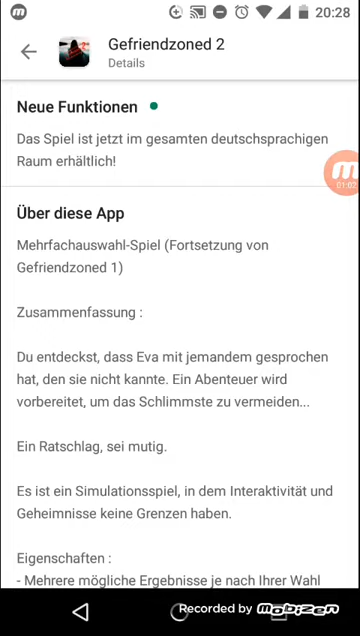 20:28
Gefriendzoned 2
Details
Neue Funktionen
Das Spiel ist jetzt im gesamten deutschsprachigen
Raum erhältlich!
01:02
Über diese App
Mehrfachauswahl-Spiel (Fortsetzung von
Gefriendzoned 1)
Zusammenfassung :
Du entdeckst, dass Eva mit jemandem gesprochen
hat, den sie nicht kannte. Ein Abenteuer wird
vorbereitet, um das Schlimmste zu vermeiden...
Ein Ratschlag, sei mutig.
Es ist ein Simulationsspiel, in dem Interaktivität und
Geheimnisse keine Grenzen haben.
Eigenschaften :
- Mehrere mögliche Ergebnisse je nach Ihrer Wahl
Recorded by mobizen